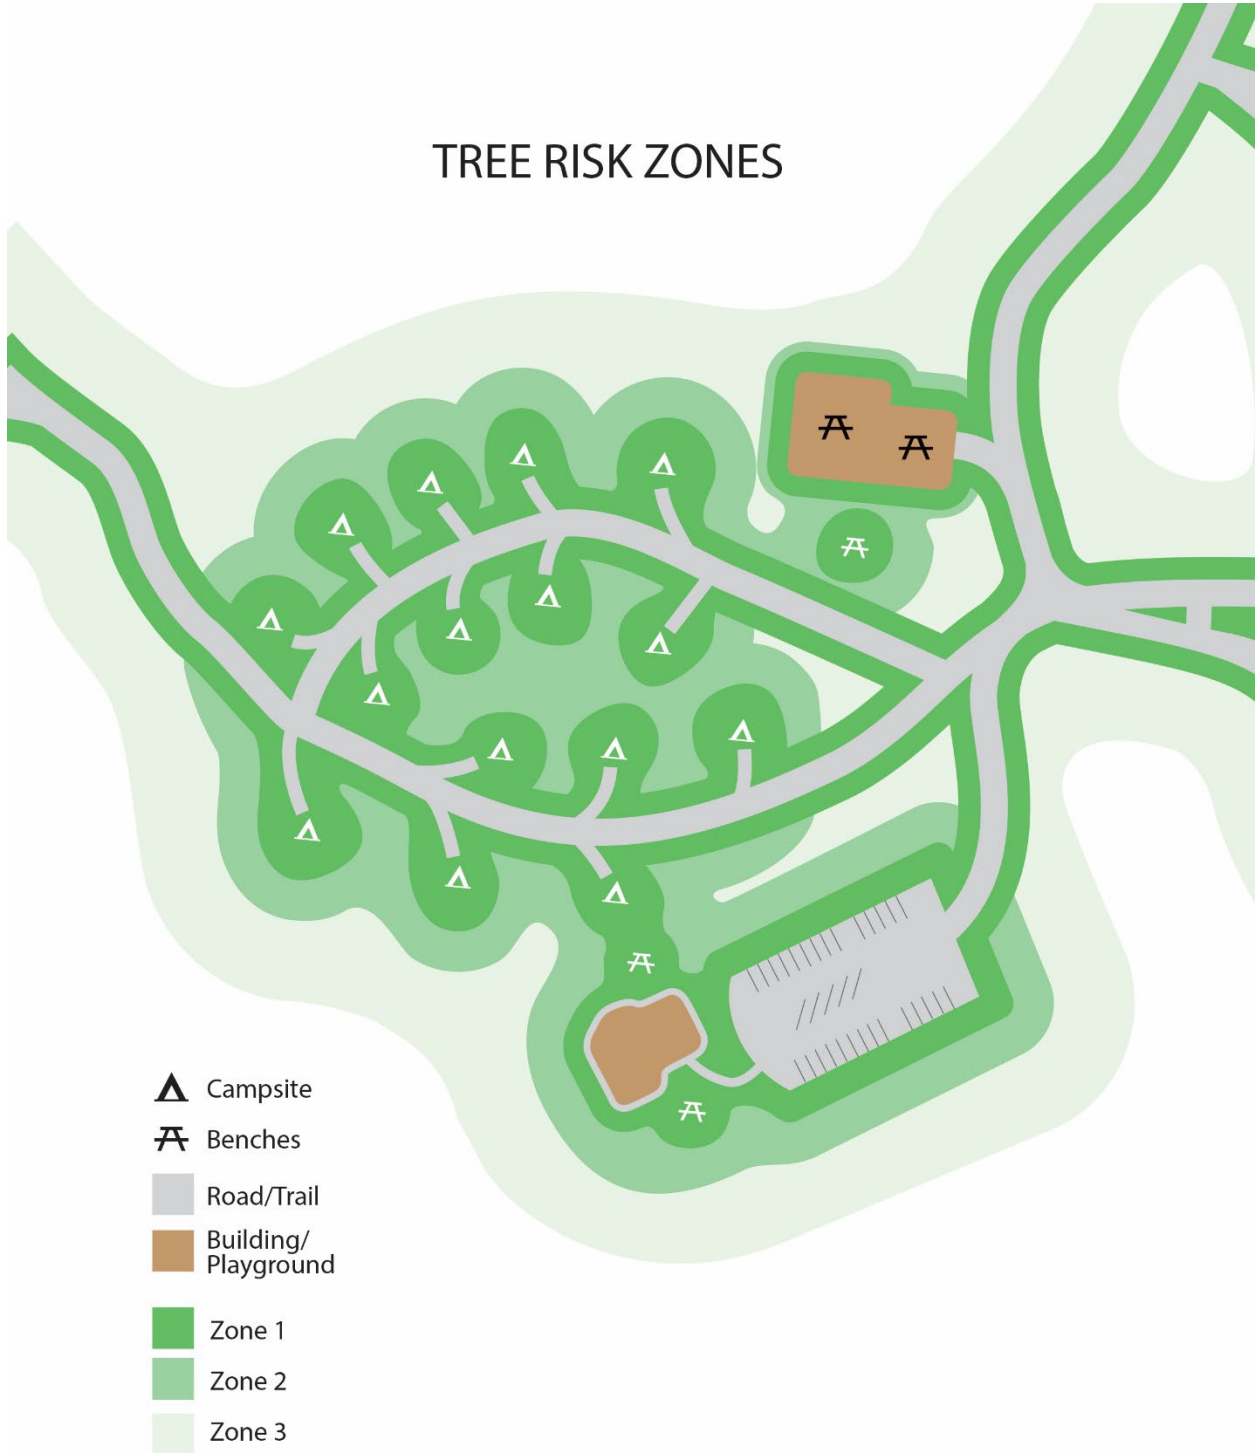 TREE RISK ZONES
Campsite
Benches
Road/Trail
Building/
Playground
Zone 1
Zone 2
Zone 3